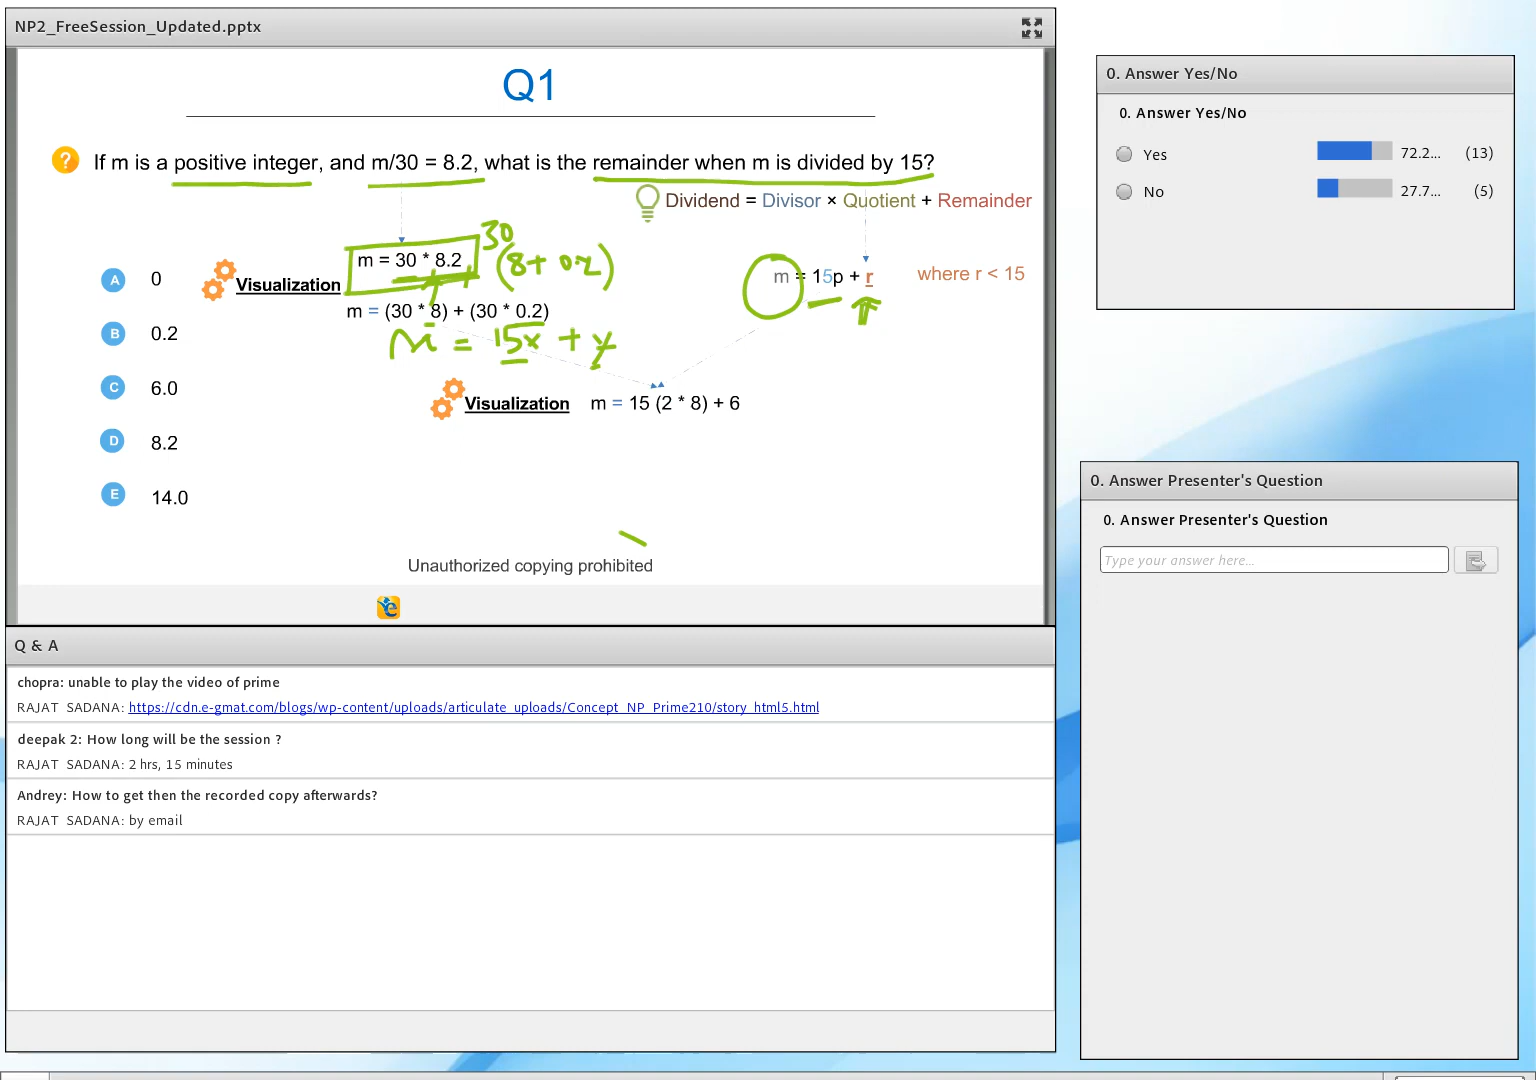 NP2_FreeSession_Updated.pptx
Q1
? If m is a positive integer, and m/30 = 8.2, what is the remainder when m is divided by 15?
Dividend = Divisor × Quotient + Remainder
A 0
B 0.2
C 6.0
D 8.2
E 14.0
Visualization
m = 30 * 8.2
30 (8+ 0.2)
m = (30 * 8) + (30 * 0.2)
m = 15x + y
m = 15p + r
where r < 15
Visualization m = 15 (2 * 8) + 6
Unauthorized copying prohibited
Q & A
chopra: unable to play the video of prime
RAJAT SADANA: https://cdn.e-gmat.com/blogs/wp-content/uploads/articulate_uploads/Concept_NP_Prime210/story_html5.html
deepak 2: How long will be the session ?
RAJAT SADANA: 2 hrs, 15 minutes
Andrey: How to get then the recorded copy afterwards?
RAJAT SADANA: by email
0. Answer Yes/No
0. Answer Yes/No
Yes 72.2... (13)
No 27.7... (5)
0. Answer Presenter's Question
0. Answer Presenter's Question
Type your answer here...